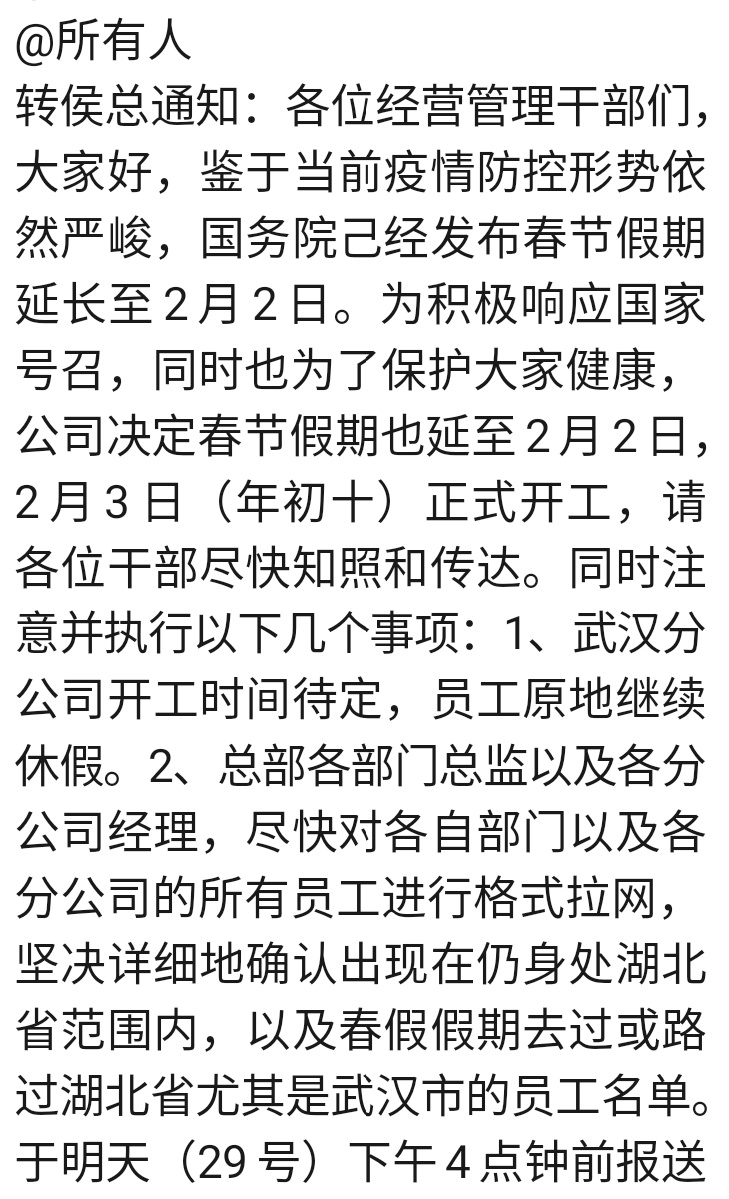 @所有人
转侯总通知：各位经营管理干部们，
大家好，鉴于当前疫情防控形势依
然严峻，国务院己经发布春节假期
延长至2月2日。为积极响应国家
号召，同时也为了保护大家健康，
公司决定春节假期也延至2月2日，
2月3日（年初十）正式开工，请
各位干部尽快知照和传达。同时注
意并执行以下几个事项：1、武汉分
公司开工时间待定，员工原地继续
休假。2、总部各部门总监以及各分
公司经理，尽快对各自部门以及各
分公司的所有员工进行格式拉网，
坚决详细地确认出现在仍身处湖北
省范围内，以及春假假期去过或路
过湖北省尤其是武汉市的员工名单。
于明天（29号）下午4点钟前报送